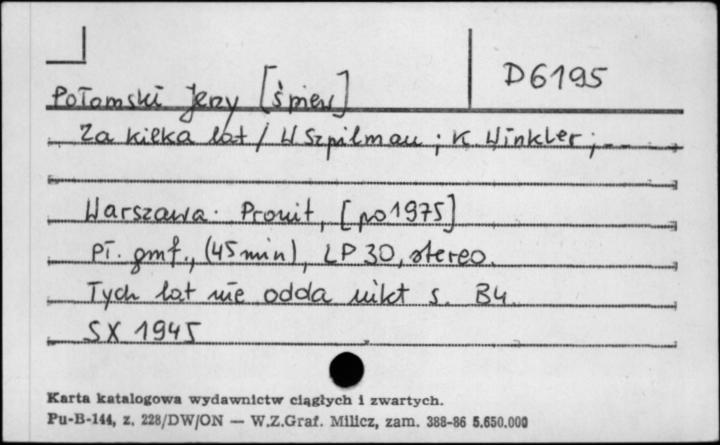 D6195
Połomski Jerzy [śpiew]
Za kilka lat / W Szpilman ; K Winkler ; --
Warszawa. Pronit, [po 1975]
Pł. gmf., (45 min), LP 30, stereo.
Tych lat nie odda nikt s. B4
SX 1945
Karta katalogowa wydawnictw ciągłych i zwartych.
Pu-B-144, z. 228/DW/ON — W.Z.Graf. Milicz, zam. 388-86 5.650.000